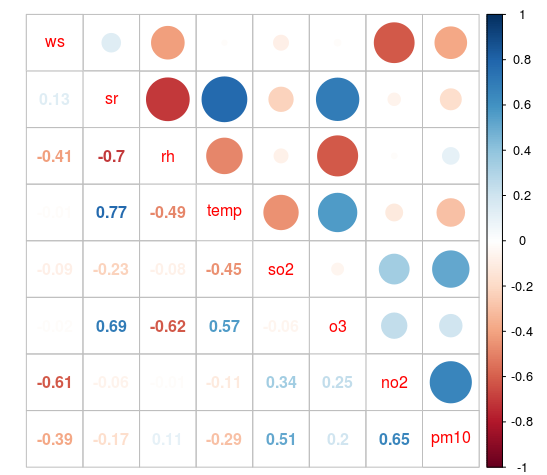 ws
0.13 sr
-0.41 -0.7 rh
0.77 -0.49 temp
-0.09 -0.23 -0.08 -0.45 so2
0.69 -0.62 0.57 -0.06 o3
-0.61 -0.06 -0.11 0.34 0.25 no2
-0.39 -0.17 0.11 -0.29 0.51 0.2 0.65 pm10
1
0.8
0.6
0.4
0.2
0
-0.2
-0.4
-0.6
-0.8
-1